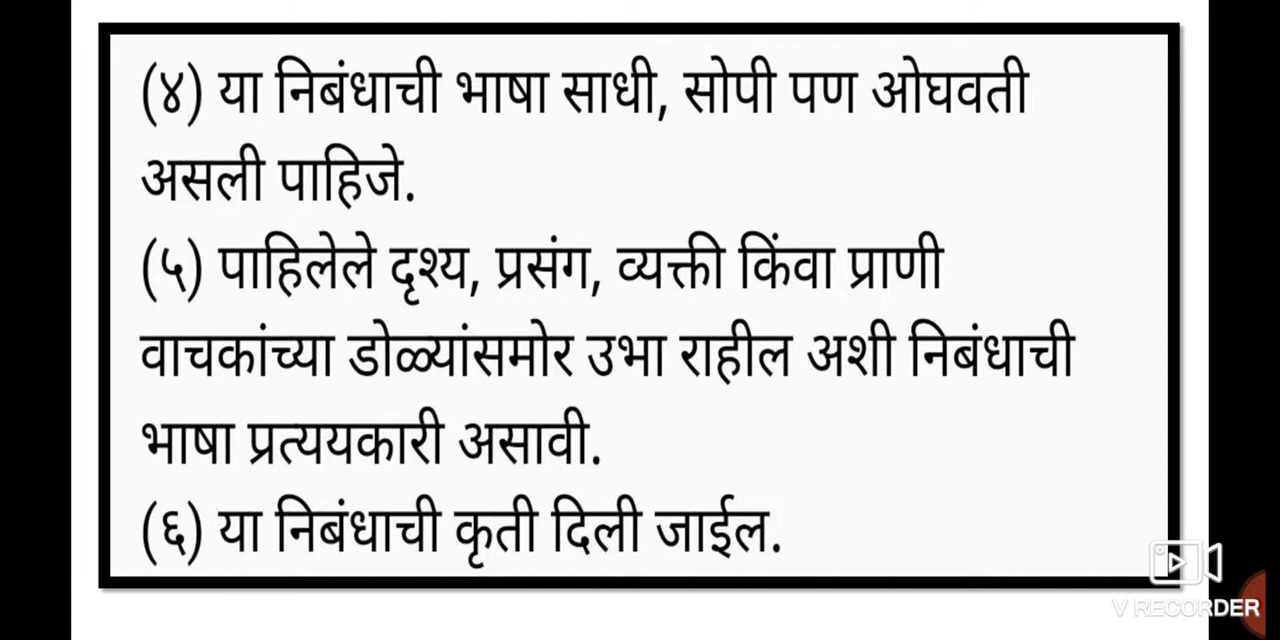 (४) या निबंधाची भाषा साधी, सोपी पण ओघवती
असली पाहिजे.
(५) पाहिलेले दृश्य, प्रसंग, व्यक्ती किंवा प्राणी
वाचकांच्या डोळ्यांसमोर उभा राहील अशी निबंधाची
भाषा प्रत्ययकारी असावी.
(६) या निबंधाची कृती दिली जाईल.
V RECORDER